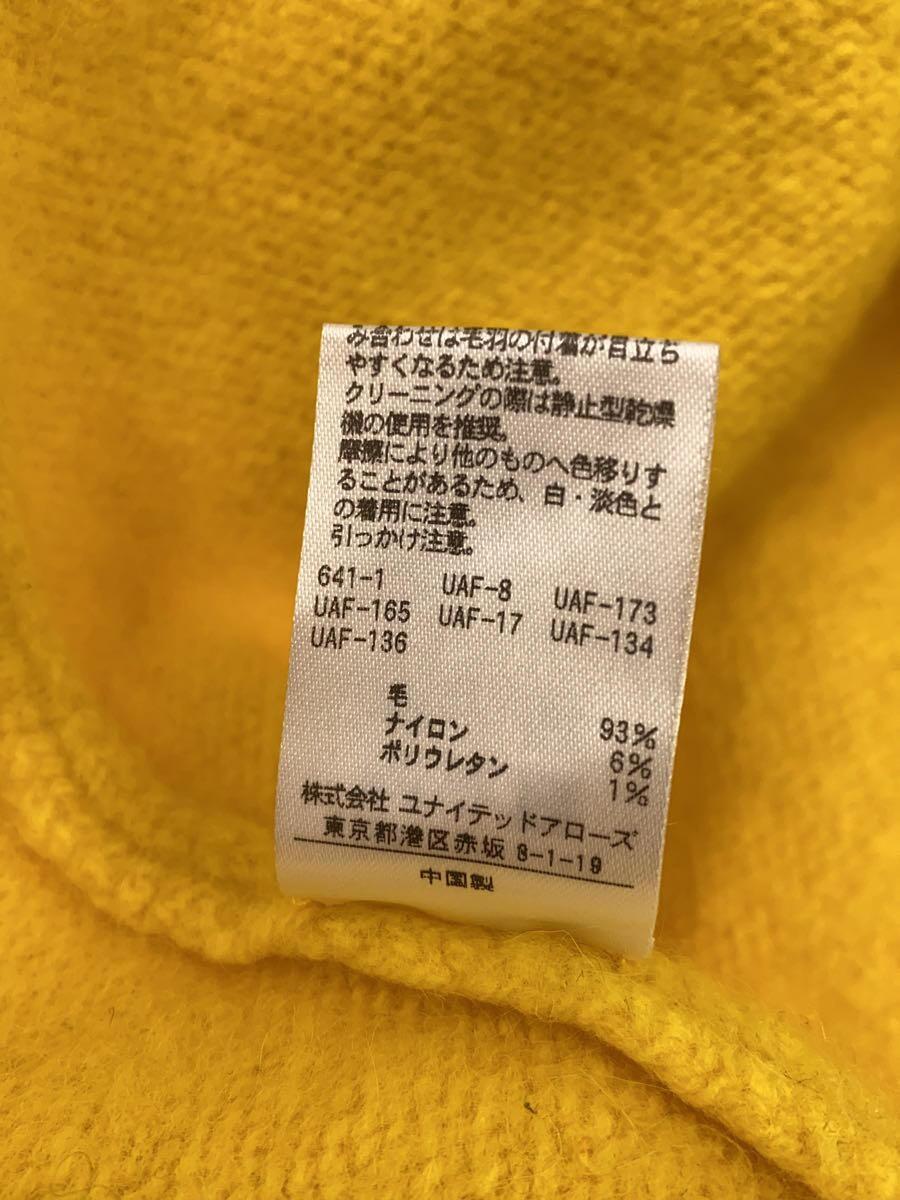 み合わせは毛羽の付着が目立ち
やすくなるため注意。
クリーニングの際は静止型乾燥
機の使用を推奨。
摩擦により他のものへ色移りす
ることがあるため、白・淡色と
の着用に注意。
引っかけ注意。
641-1 UAF-8 UAF-173
UAF-165 UAF-17 UAF-134
UAF-136
毛 93%
ナイロン 6%
ポリウレタン 1%
株式会社 ユナイテッドアローズ
東京都港区赤坂 8-1-19
中国製